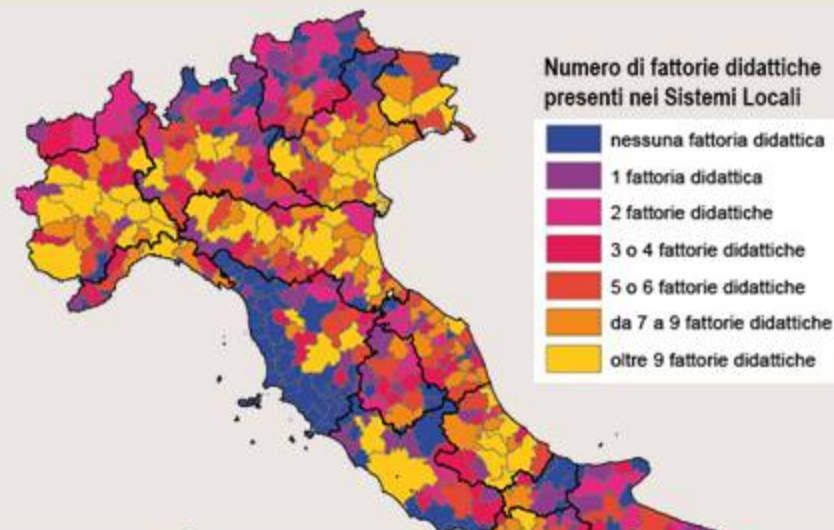 Numero di fattorie didattiche
presenti nei Sistemi Locali
nessuna fattoria didattica
1 fattoria didattica
2 fattorie didattiche
3 o 4 fattorie didattiche
5 o 6 fattorie didattiche
da 7 a 9 fattorie didattiche
oltre 9 fattorie didattiche